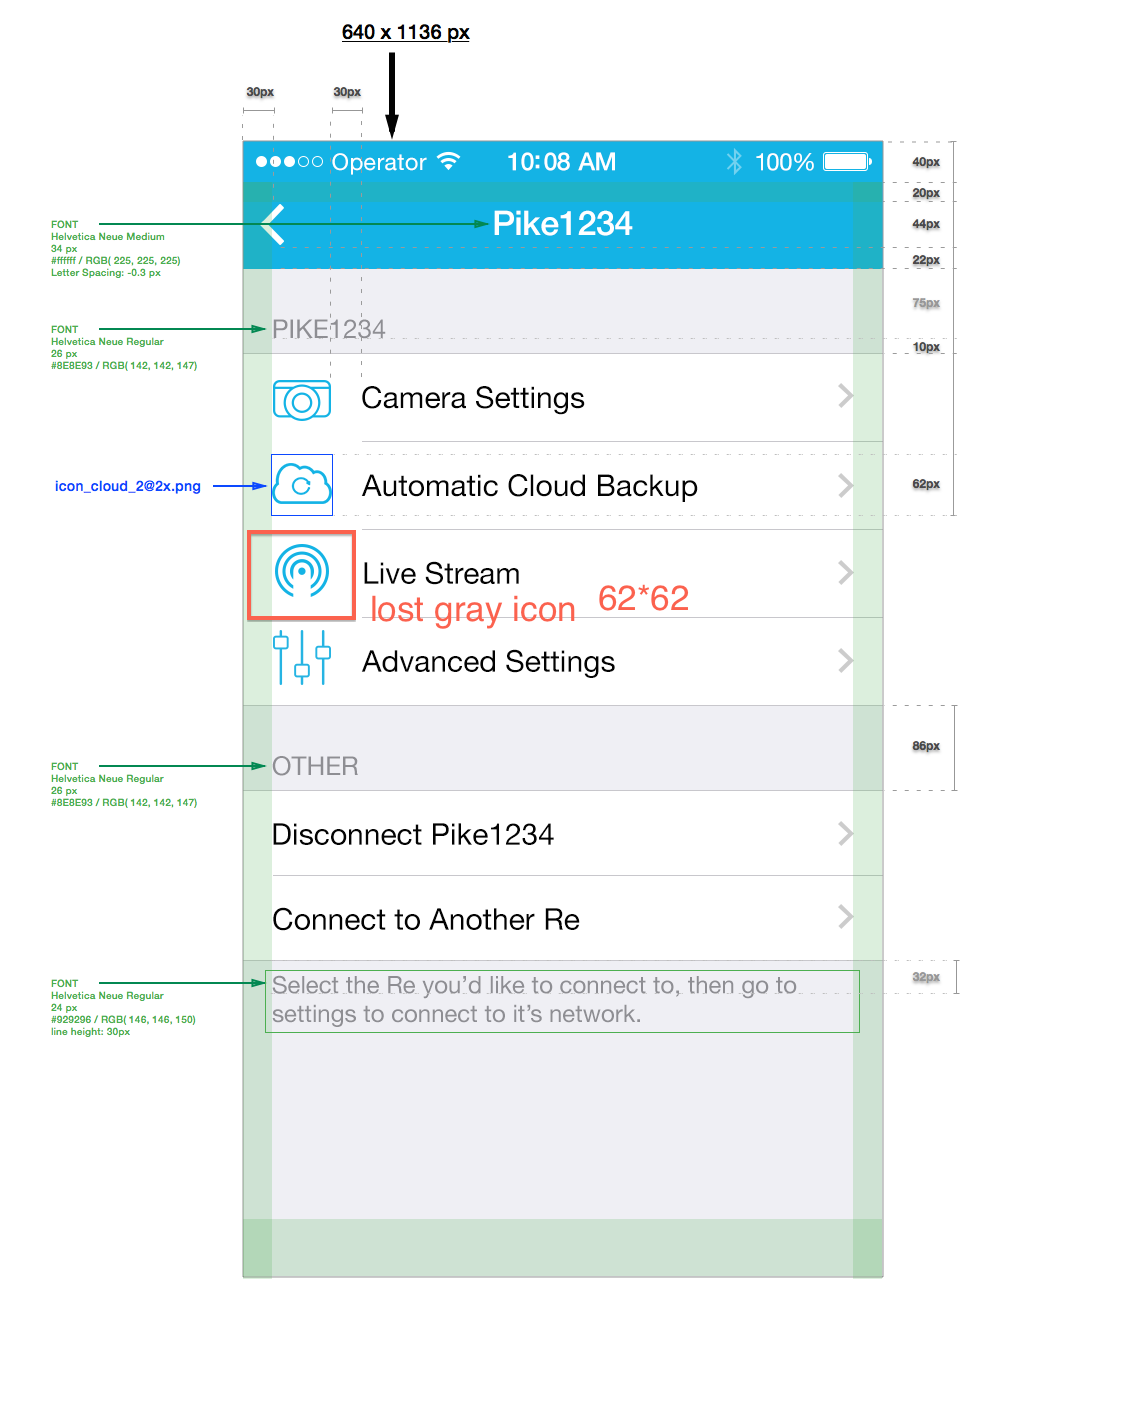 640 x 1136 px
30px
30px
Operator
10:08 AM
100%
40px
20px
Pike1234
44px
FONT
Helvetica Neue Medium
34 px
#ffffff / RGB( 225, 225, 225)
Letter Spacing: -0.3 px
22px
75px
PIKE1234
FONT
Helvetica Neue Regular
26 px
#8E8E93 / RGB( 142, 142, 147)
10px
Camera Settings
icon_cloud_2@2x.png
Automatic Cloud Backup
62px
Live Stream
lost gray icon 62*62
Advanced Settings
86px
OTHER
FONT
Helvetica Neue Regular
26 px
#8E8E93 / RGB( 142, 142, 147)
Disconnect Pike1234
Connect to Another Re
32px
FONT
Helvetica Neue Regular
24 px
#929296 / RGB( 146, 146, 150)
line height: 30px
Select the Re you’d like to connect to, then go to
settings to connect to it’s network.